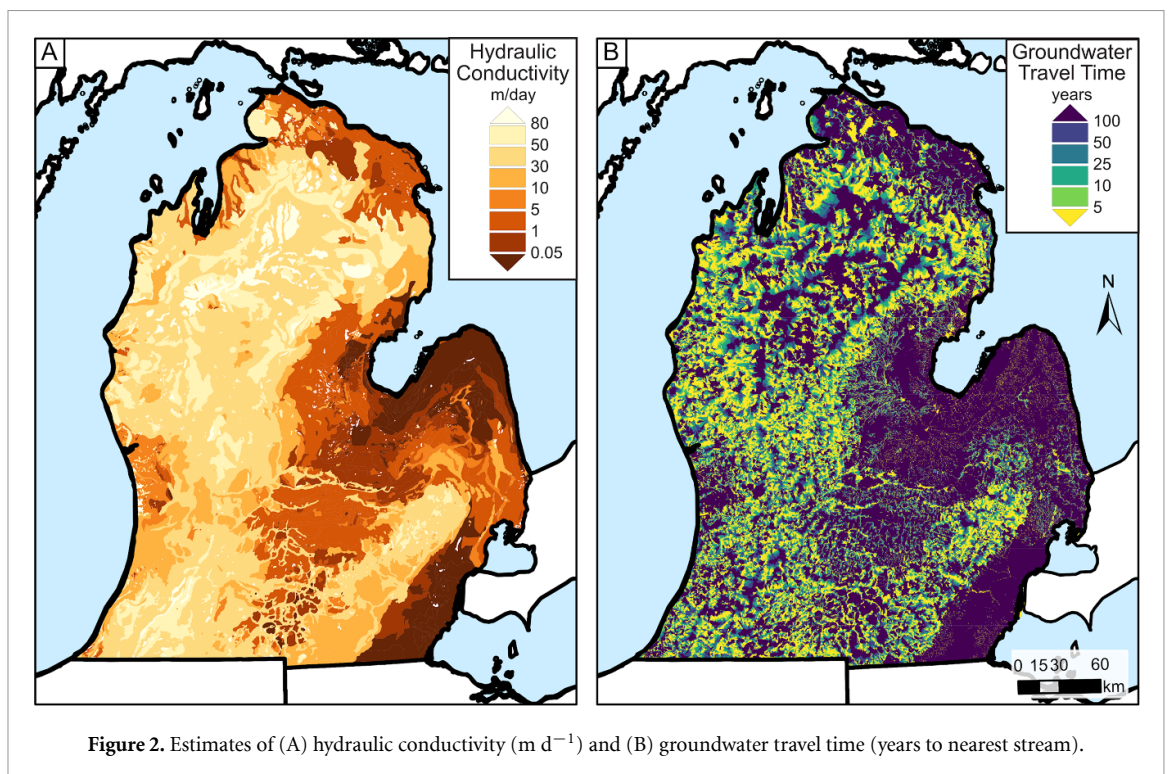 A
Hydraulic
Conductivity
m/day
80
50
30
10
5
1
0.05
B
Groundwater
Travel Time
years
100
50
25
10
5
N
0 15 30 60
km
Figure 2. Estimates of (A) hydraulic conductivity (m d−1) and (B) groundwater travel time (years to nearest stream).